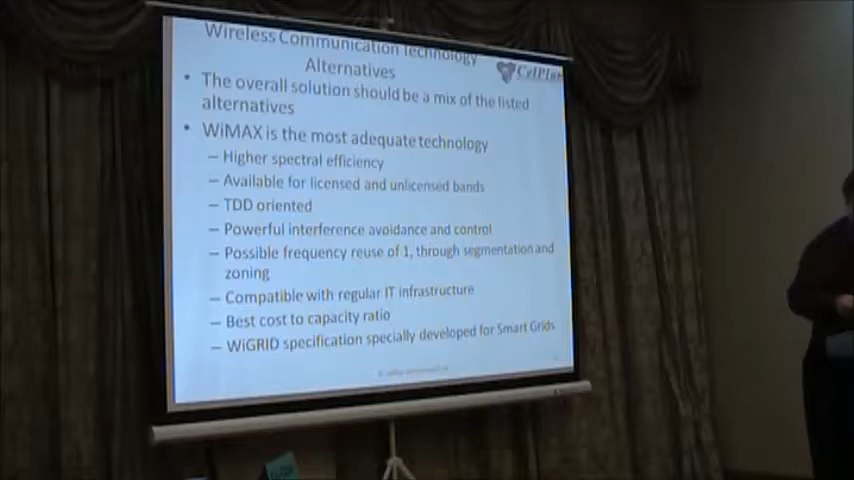 Wireless Communication Technology
Alternatives
CelPlan
• The overall solution should be a mix of the listed
alternatives
• WiMAX is the most adequate technology
– Higher spectral efficiency
– Available for licensed and unlicensed bands
– TDD oriented
– Powerful interference avoidance and control
– Possible frequency reuse of 1, through segmentation and
zoning
– Compatible with regular IT infrastructure
– Best cost to capacity ratio
– WiGRID specification specially developed for Smart Grids